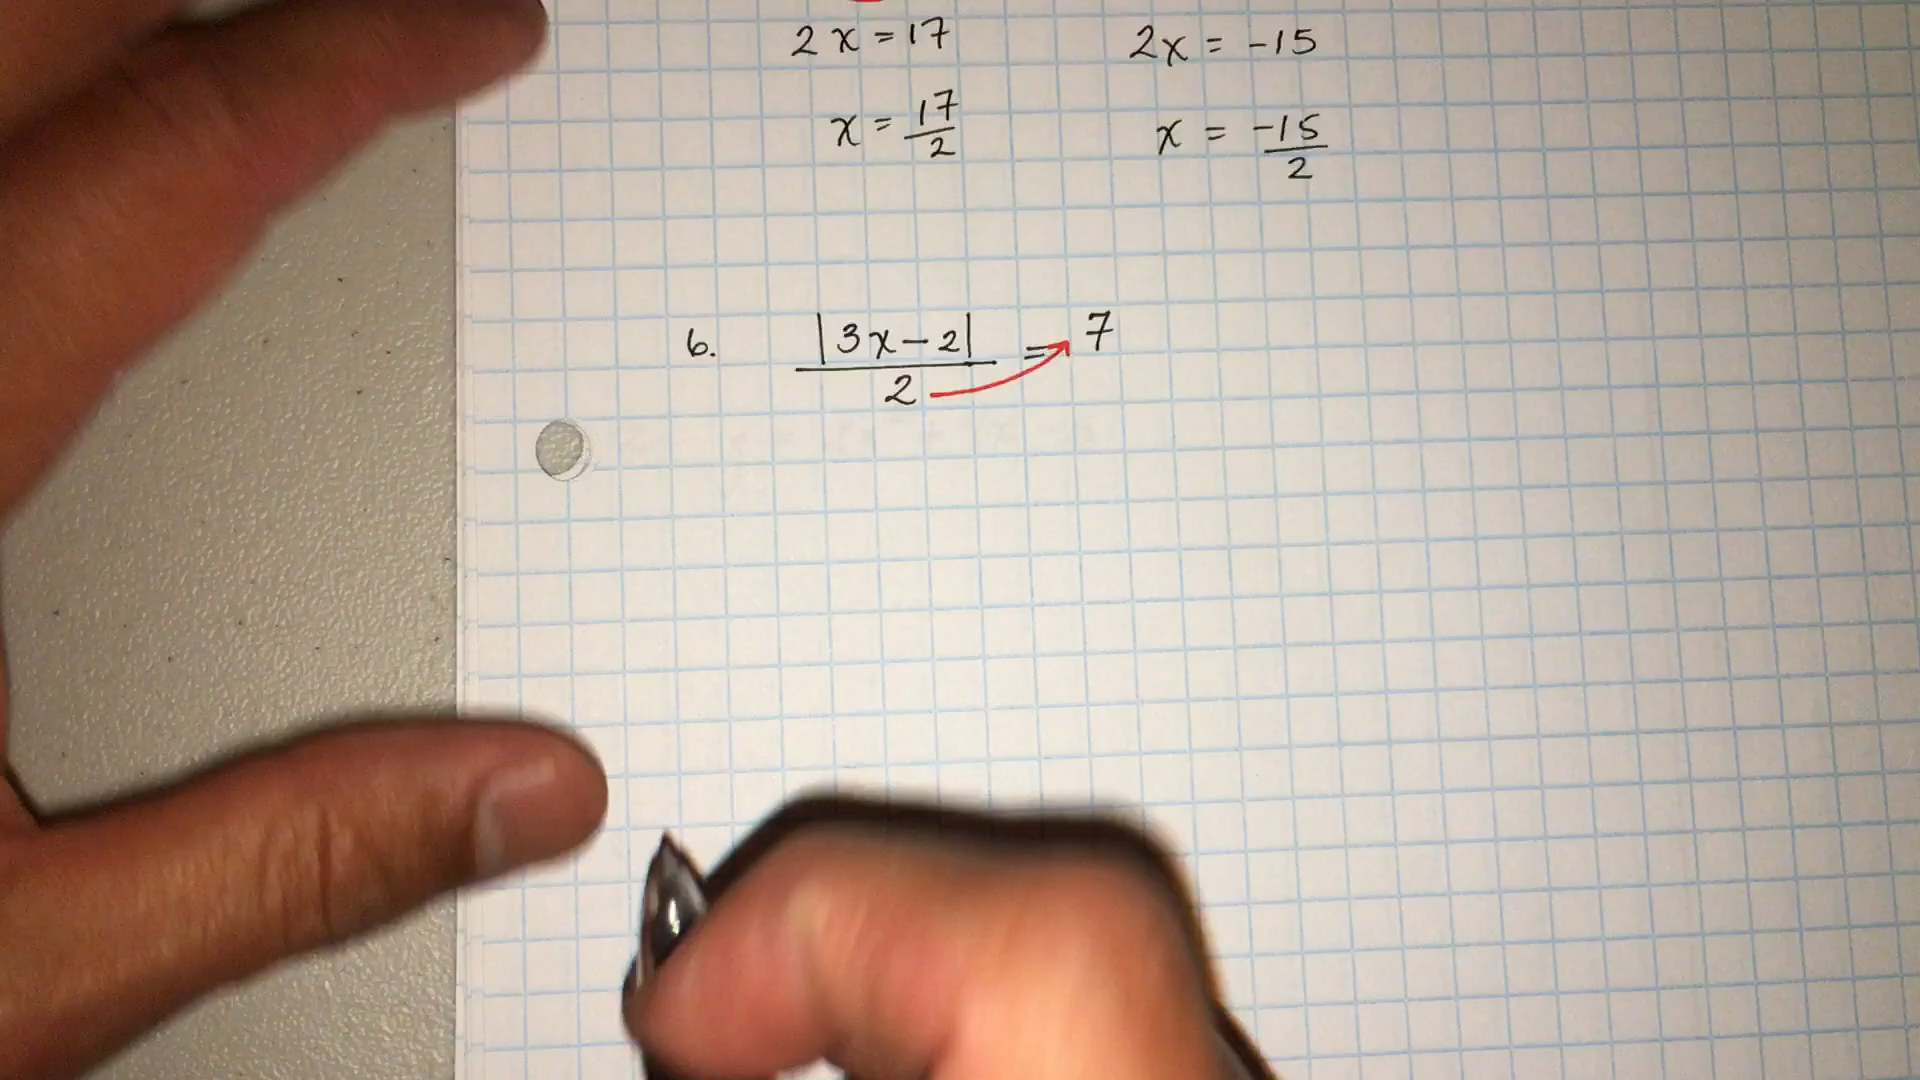 2x = 17 2x = -15
x = 17/2 x = -15/2
6. |3x-2|/2 = 7